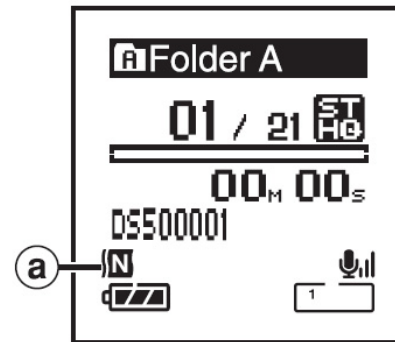 A Folder A
01 / 21 ST HQ
00M 00S
DS500001
a N
1